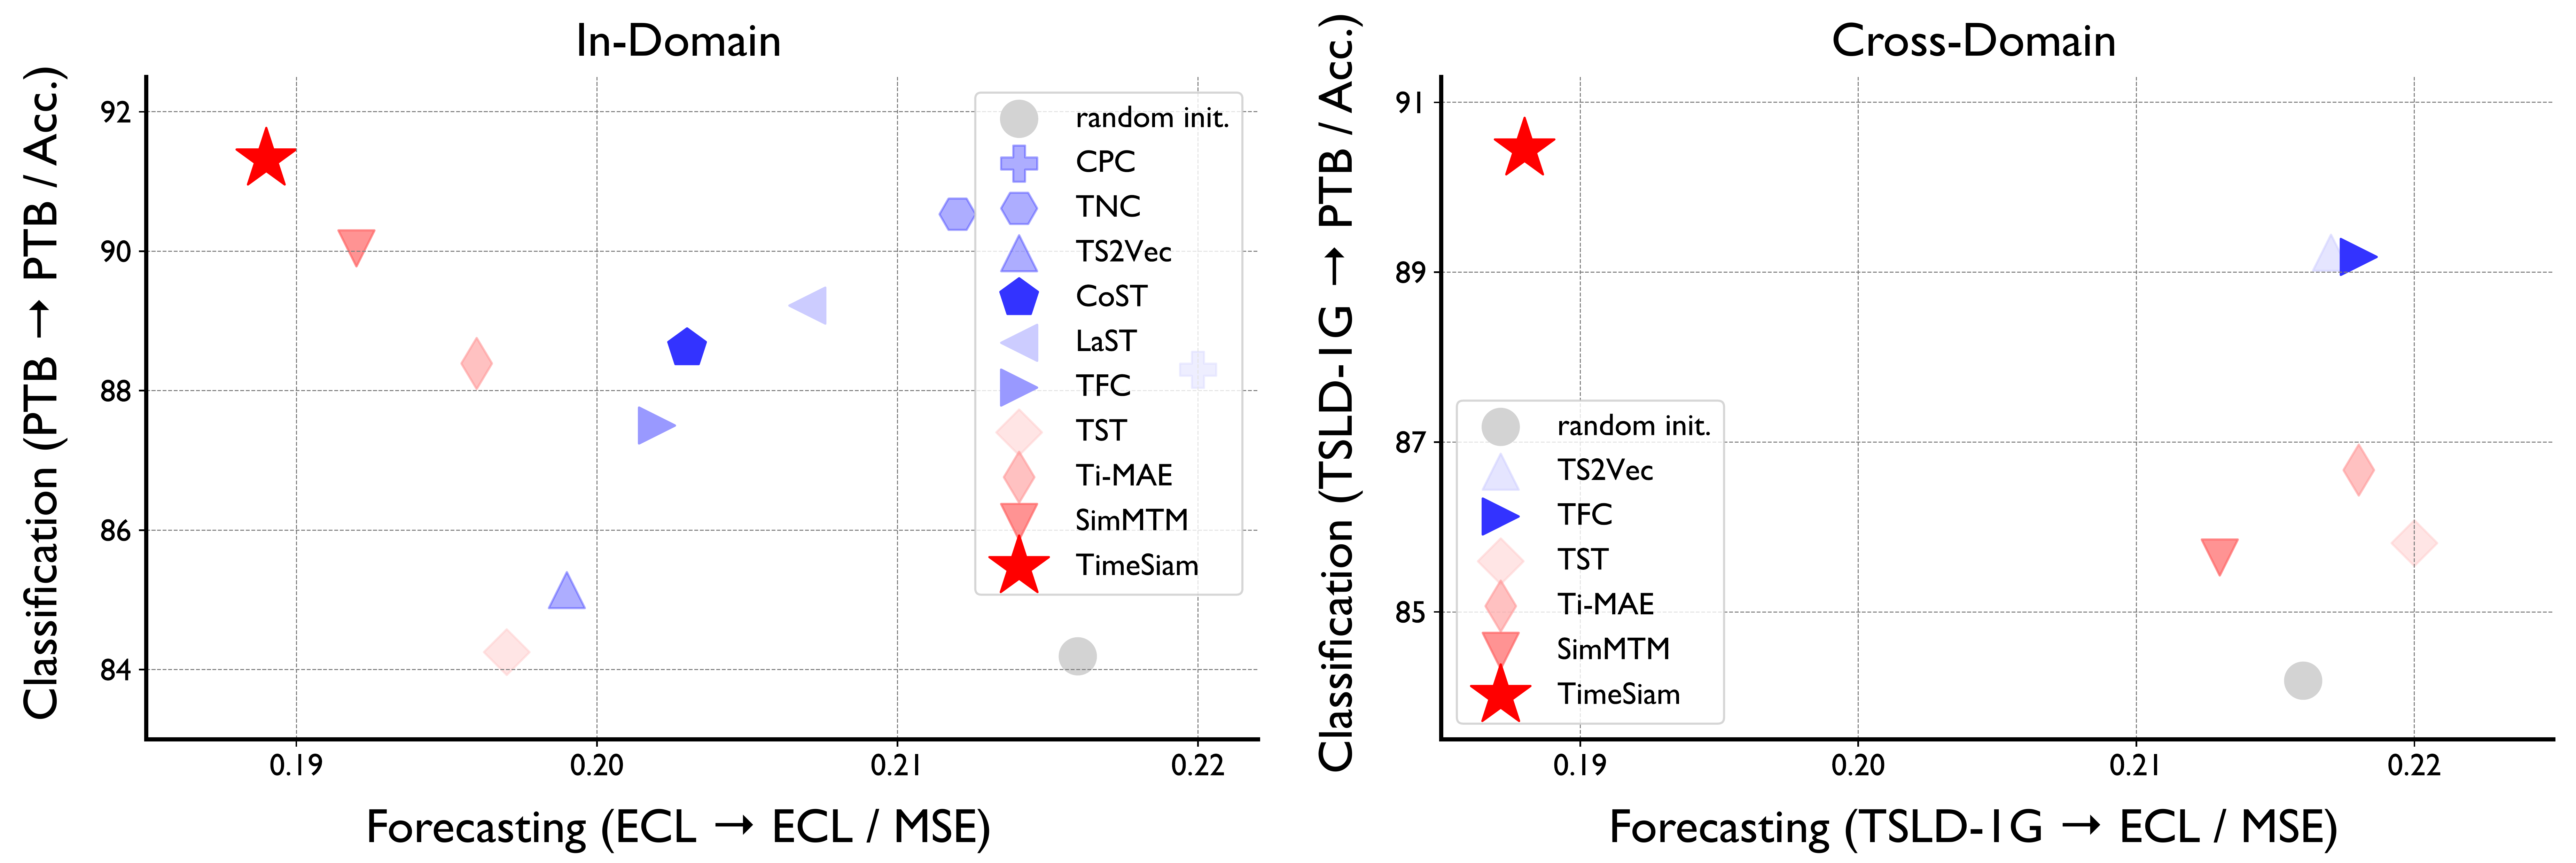 In-Domain
Classification (PTB → PTB / Acc.)
92
90
88
86
84
random init.
CPC
TNC
TS2Vec
CoST
LaST
TFC
TST
Ti-MAE
SimMTM
TimeSiam
0.19
0.20
0.21
0.22
Forecasting (ECL → ECL / MSE)
Cross-Domain
Classification (TSLD-1G → PTB / Acc.)
91
89
87
85
random init.
TS2Vec
TFC
TST
Ti-MAE
SimMTM
TimeSiam
0.19
0.20
0.21
0.22
Forecasting (TSLD-1G → ECL / MSE)